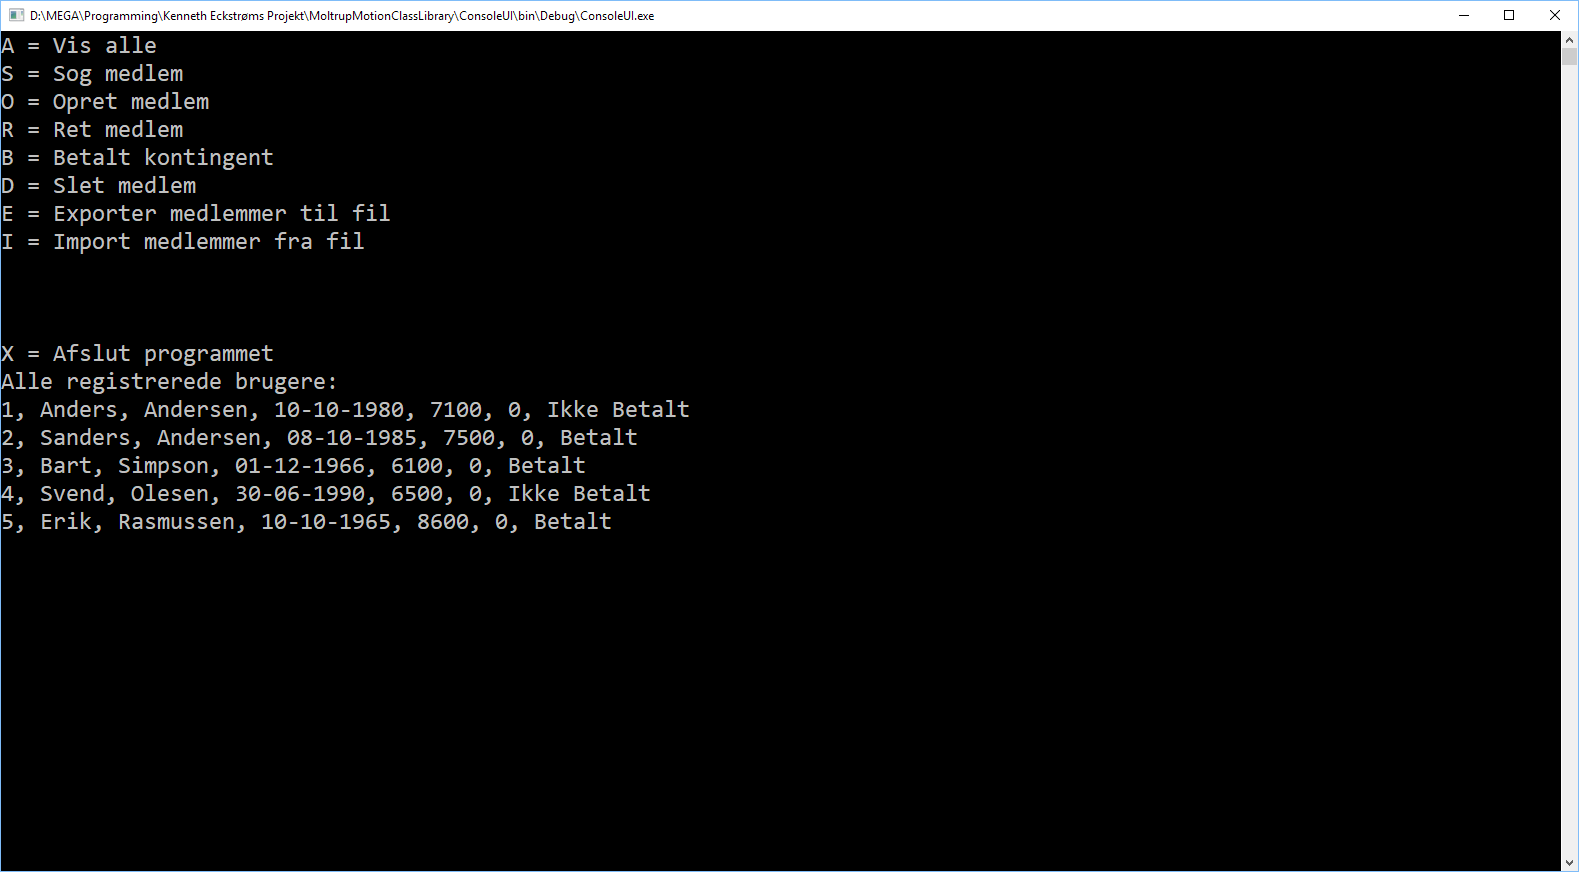 D:\MEGA\Programming\Kenneth Eckstrøms Projekt\MoltrupMotionClassLibrary\ConsoleUI\bin\Debug\ConsoleUI.exe
A = Vis alle
S = Sog medlem
O = Opret medlem
R = Ret medlem
B = Betalt kontingent
D = Slet medlem
E = Exporter medlemmer til fil
I = Import medlemmer fra fil
X = Afslut programmet
Alle registrerede brugere:
1, Anders, Andersen, 10-10-1980, 7100, 0, Ikke Betalt
2, Sanders, Andersen, 08-10-1985, 7500, 0, Betalt
3, Bart, Simpson, 01-12-1966, 6100, 0, Betalt
4, Svend, Olesen, 30-06-1990, 6500, 0, Ikke Betalt
5, Erik, Rasmussen, 10-10-1965, 8600, 0, Betalt